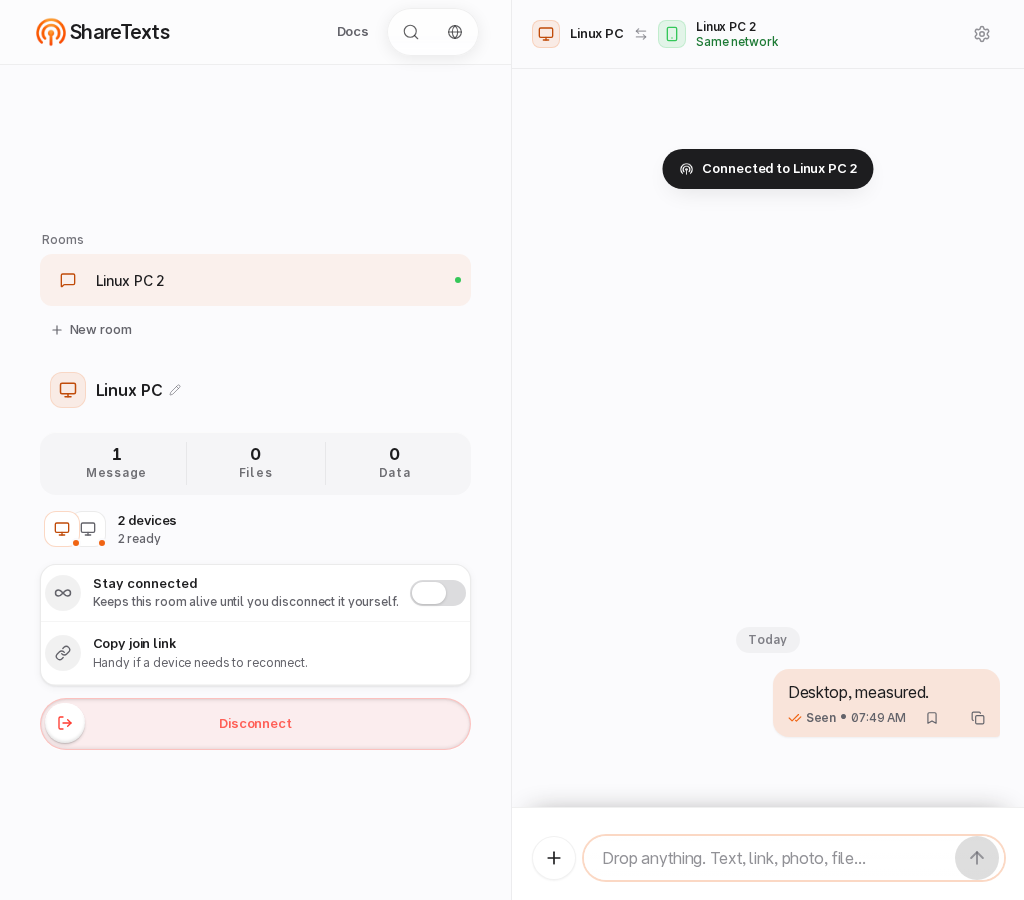 ShareTexts
Docs
Rooms
Linux PC 2
New room
Linux PC
1
Message
0
Files
0
Data
2 devices
2 ready
Stay connected
Keeps this room alive until you disconnect it yourself.
Copy join link
Handy if a device needs to reconnect.
Disconnect
Linux PC
Linux PC 2
Same network
Connected to Linux PC 2
Today
Desktop, measured.
Seen • 07:49 AM
Drop anything. Text, link, photo, file...